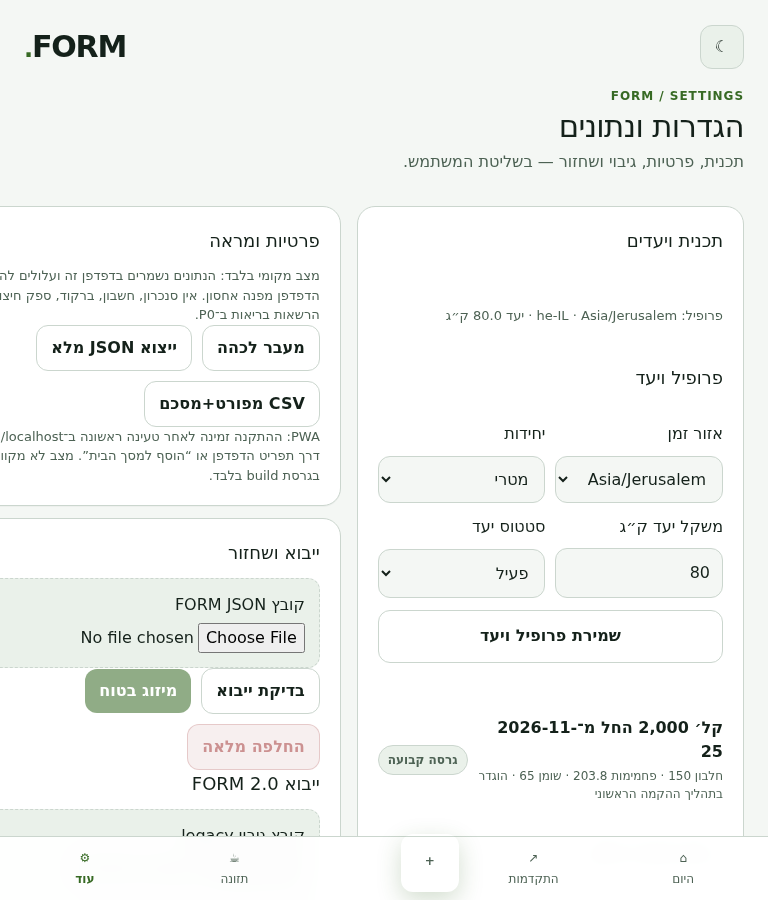 FORM.
FORM / SETTINGS
הגדרות ונתונים
תכנית, פרטיות, גיבוי ושחזור — בשליטת המשתמש.
תכנית ויעדים
פרופיל: he-IL · Asia/Jerusalem · יעד 80.0 ק״ג
פרופיל ויעד
אזור זמן
יחידות
Asia/Jerusalem
מטרי
משקל יעד ק״ג
סטטוס יעד
80
פעיל
שמירת פרופיל ויעד
קל׳ 2,000 החל מ־2026-11-
25
גרסה קבועה
חלבון 150 · פחמימות 203.8 · שומן 65 · הוגדר
בתהליך ההקמה הראשוני
פרטיות ומראה
מצב מקומי בלבד: הנתונים נשמרים בדפדפן זה ועלולים
הדפדפן מפנה אחסון. אין סנכרון, חשבון, ברקוד, ספק
הרשאות בריאות ב־P0.
מעבר לכהה
ייצוא JSON מלא
CSV מפורט+מסכם
PWA: ההתקנה זמינה לאחר טעינה ראשונה ב־localhost/
דרך תפריט הדפדפן או “הוסף למסך הבית”. מצב לא
בגרסת build בלבד.
ייבוא ושחזור
קובץ FORM JSON
Choose File No file chosen
בדיקת ייבוא
מיזוג בטוח
החלפה מלאה
ייבוא FORM 2.0
קובץ גיבוי legacy
היום
התקדמות
+
תזונה
עוד